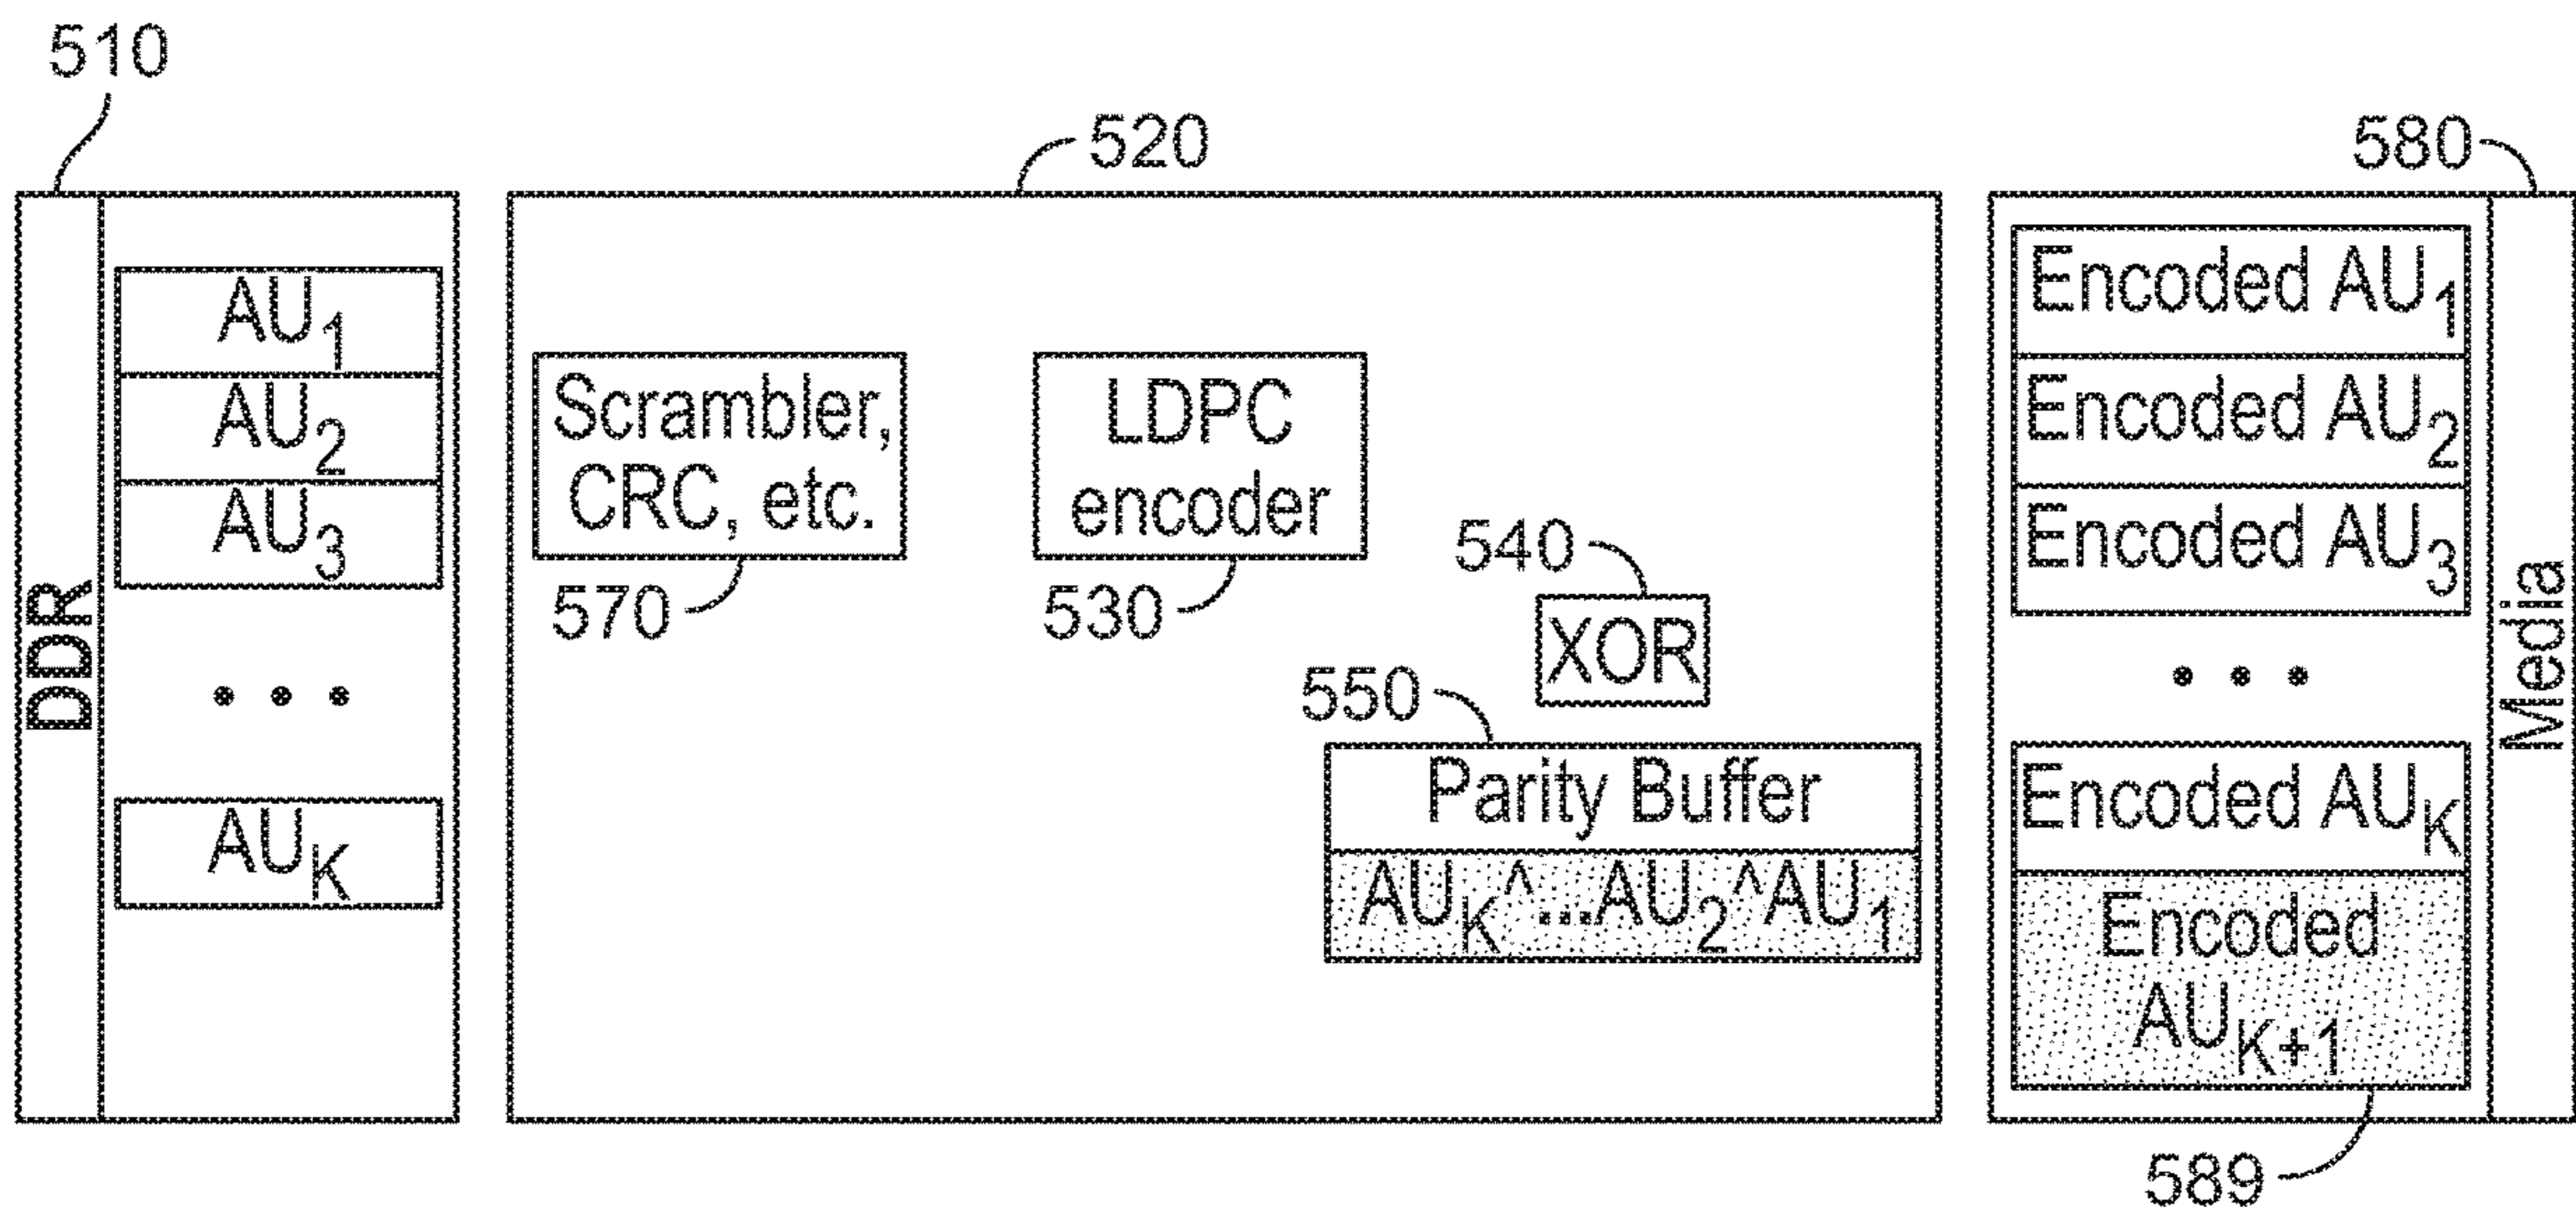 510
520
580
DDR
AU1
AU2
AU3
• • •
AUK
Scrambler,
CRC, etc.
570
LDPC
encoder
530
540
XOR
550
Parity Buffer
AUK^...AU2^AU1
Encoded AU1
Encoded AU2
Encoded AU3
• • •
Encoded AUK
Encoded
AUK+1
Media
589